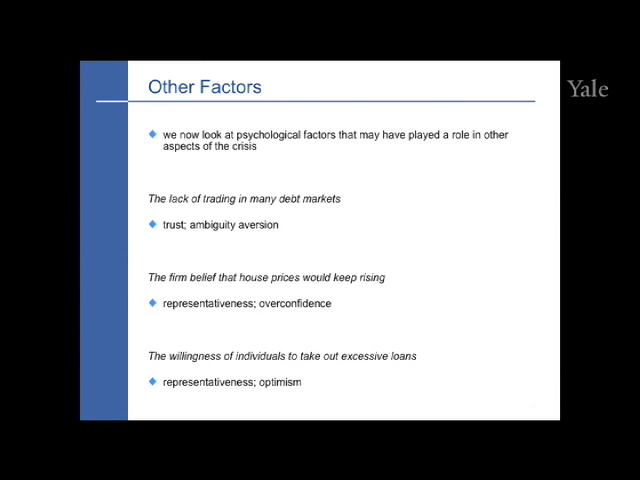 Other Factors
Yale
we now look at psychological factors that may have played a role in other
aspects of the crisis
The lack of trading in many debt markets
trust; ambiguity aversion
The firm belief that house prices would keep rising
representativeness; overconfidence
The willingness of individuals to take out excessive loans
representativeness; optimism